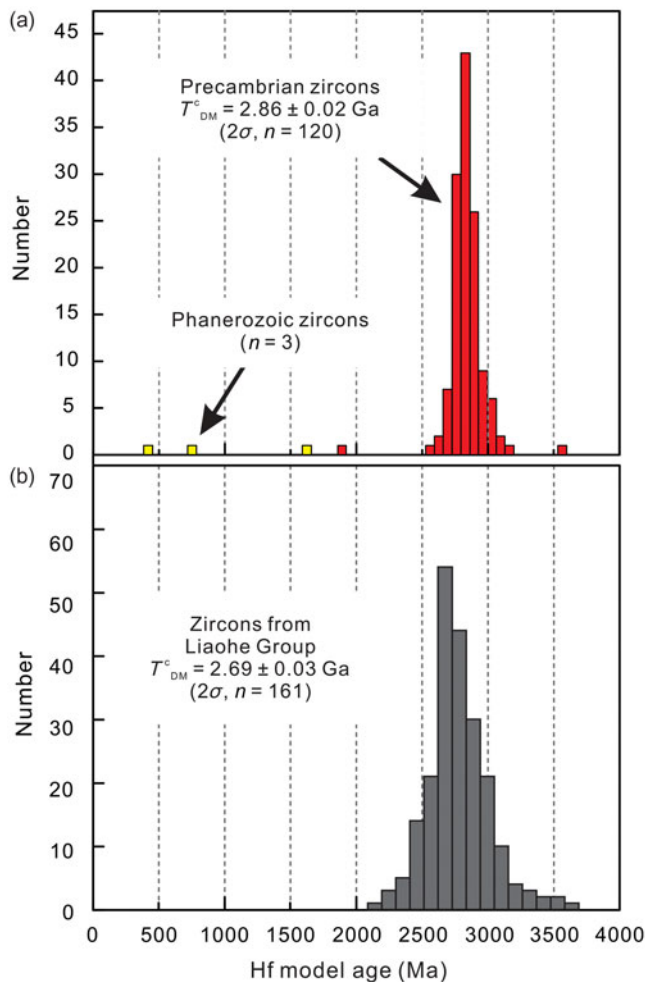 (a)
45
40
35
30
25
20
15
10
5
0
Number
Precambrian zircons
TᶜDM = 2.86 ± 0.02 Ga
(2σ, n = 120)
Phanerozoic zircons
(n = 3)
(b)
70
60
50
40
30
20
10
0
Number
Zircons from
Liaohe Group
TᶜDM = 2.69 ± 0.03 Ga
(2σ, n = 161)
0 500 1000 1500 2000 2500 3000 3500 4000
Hf model age (Ma)